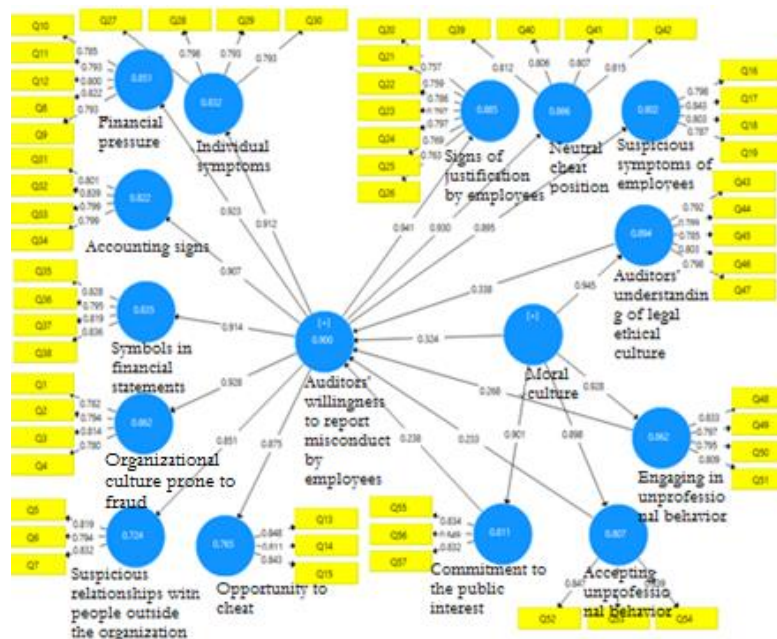 Q10
Q27
Q28
Q29
Q30
Q11
Q12
Q8
Q9
0.785
0.793
0.800
0.822
0.793
0.798
0.793
0.793
0.851
0.832
Financial
pressure
Individual
symptoms
Q20
Q39
Q40
Q41
Q42
Q21
Q22
Q23
Q24
Q25
Q26
0.757
0.759
0.786
0.797
0.769
0.763
0.812
0.806
0.807
0.815
0.885
0.866
0.802
Signs of
justification
by employees
Neutral
cheat
position
Suspicious
symptoms of
employees
Q16
Q17
Q18
Q19
0.798
0.843
0.803
0.787
Q31
Q32
Q33
Q34
0.801
0.829
0.799
0.799
0.822
Accounting signs
0.923
0.912
0.941
0.930
0.895
0.907
Q43
Q44
Q45
Q46
Q47
0.792
0.785
0.803
0.798
0.894
Auditors'
understandin
g of legal
ethical
culture
Q35
Q36
Q37
Q38
0.828
0.795
0.819
0.836
0.835
Symbols in
financial
statements
0.914
[+]
0.900
Auditors'
willingness
to report
misconduct
by
employees
0.338
0.324
0.945
[+]
Moral
culture
Q1
Q2
Q3
Q4
0.782
0.794
0.814
0.780
0.862
Organizational
culture prone to
fraud
0.928
0.851
0.875
0.268
0.928
0.238
0.233
0.901
0.898
Q48
Q49
Q50
Q51
0.833
0.797
0.795
0.809
0.862
Engaging in
unprofessio
nal behavior
Q5
Q6
Q7
0.819
0.794
0.832
0.724
Suspicious
relationships with
people outside
the organization
0.765
Opportunity to
cheat
Q13
Q14
Q15
0.848
0.811
0.843
Q55
Q56
Q57
0.834
0.832
0.811
Commitment to
the public
interest
0.807
Accepting
unprofessio
nal behavior
0.847
Q52
Q53
Q54